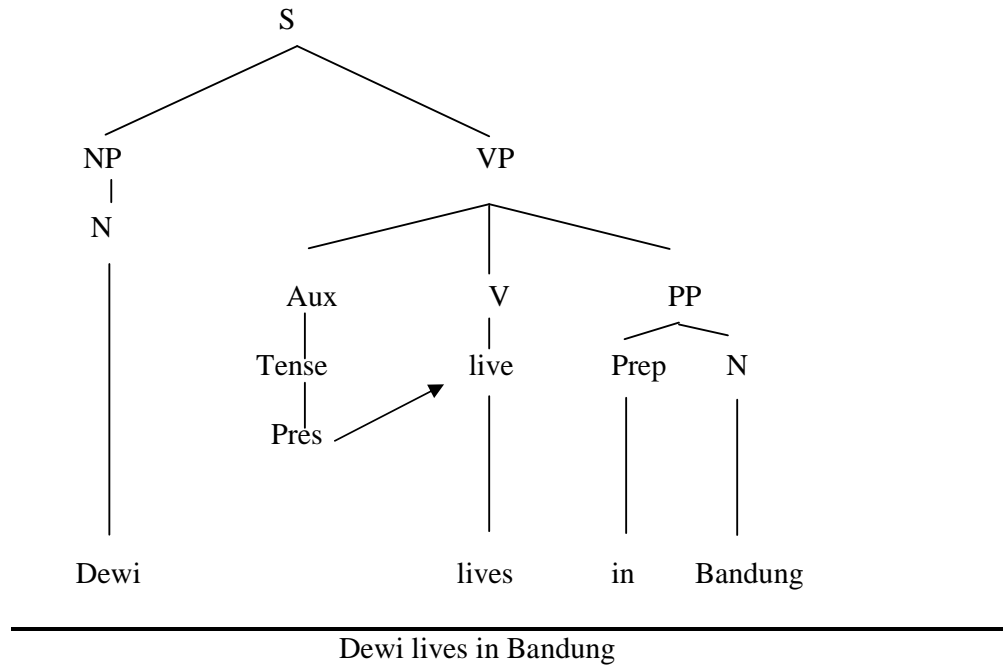 S
NP VP
N
Aux V PP
Tense live Prep N
Pres
Dewi lives in Bandung
Dewi lives in Bandung